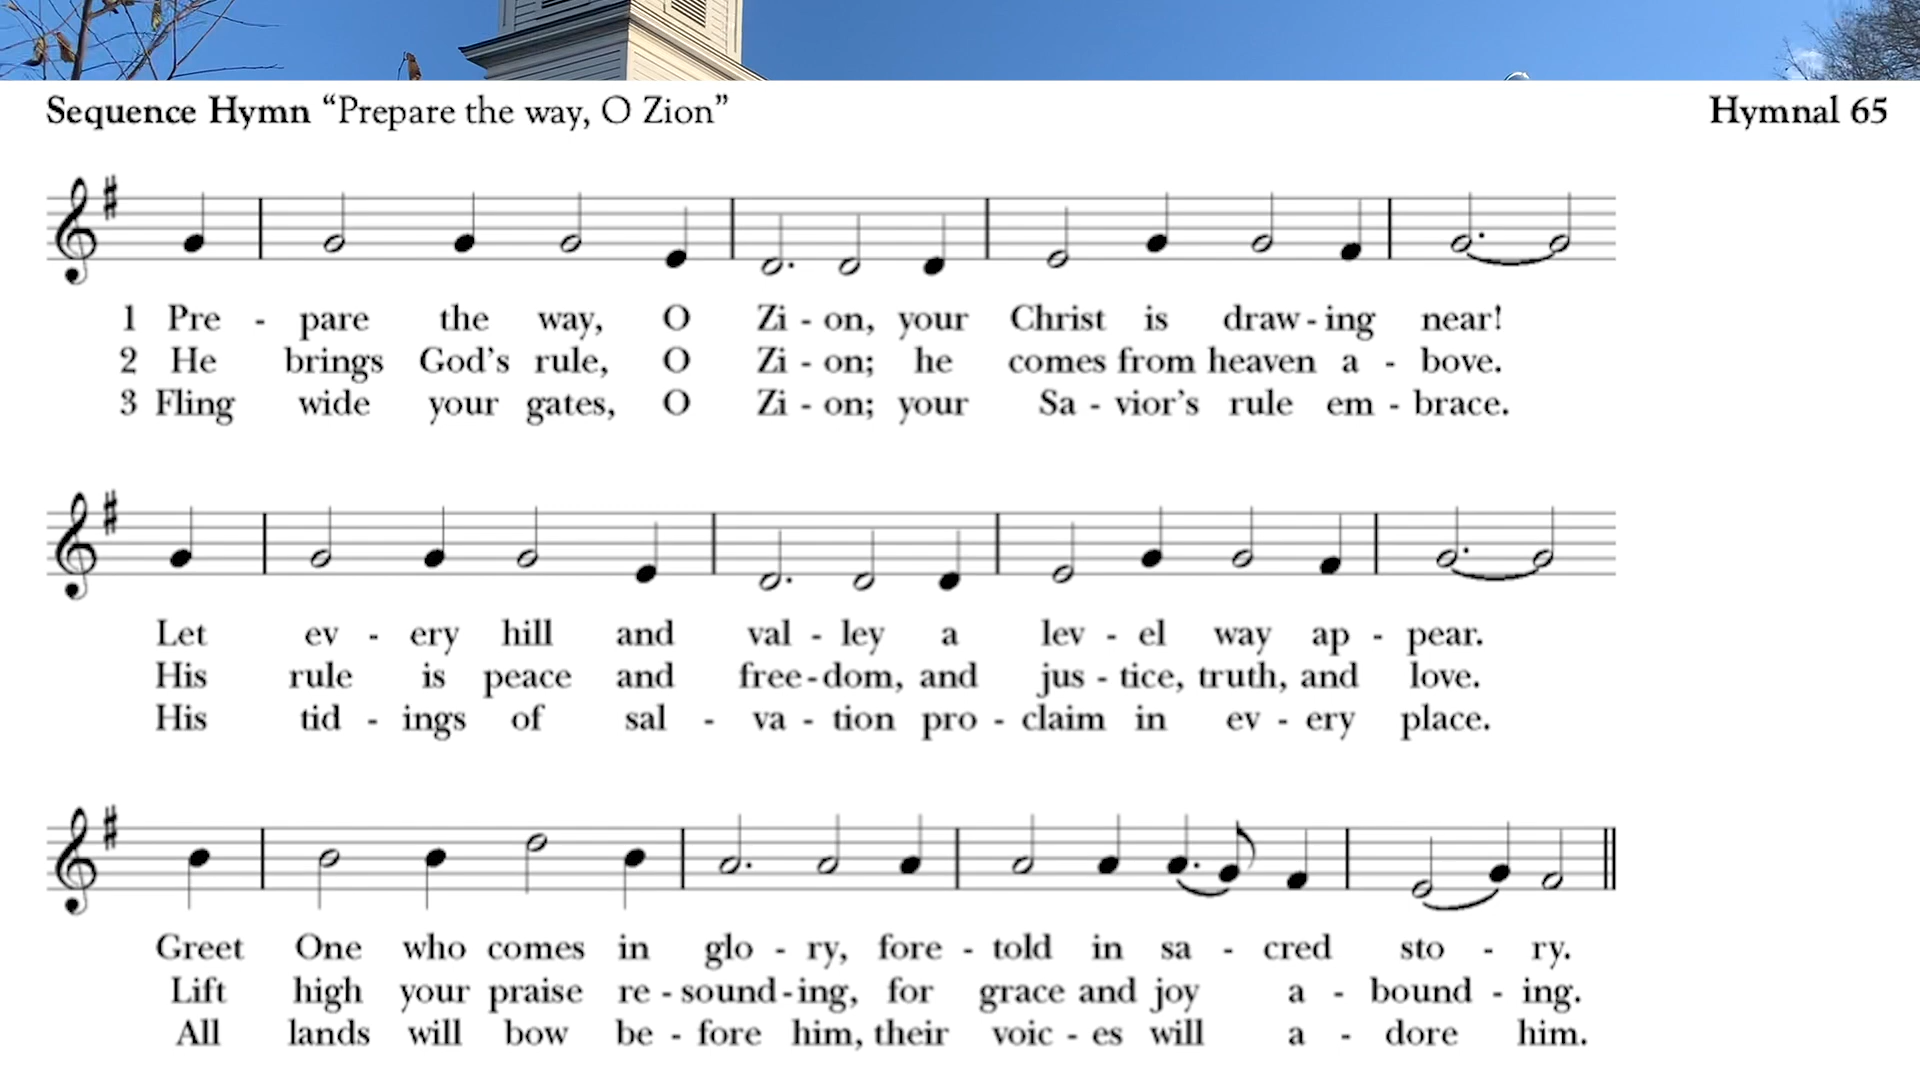 Sequence Hymn “Prepare the way, O Zion” Hymnal 65
1 Pre - pare the way, O Zi - on, your Christ is draw - ing near!
2 He brings God’s rule, O Zi - on; he comes from heaven a - bove.
3 Fling wide your gates, O Zi - on; your Sa - vior’s rule em - brace.
Let ev - ery hill and val - ley a lev - el way ap - pear.
His rule is peace and free - dom, and jus - tice, truth, and love.
His tid - ings of sal - va - tion pro - claim in ev - ery place.
Greet One who comes in glo - ry, fore - told in sa - cred sto - ry.
Lift high your praise re - sound - ing, for grace and joy a - bound - ing.
All lands will bow be - fore him, their voic - es will a - dore him.